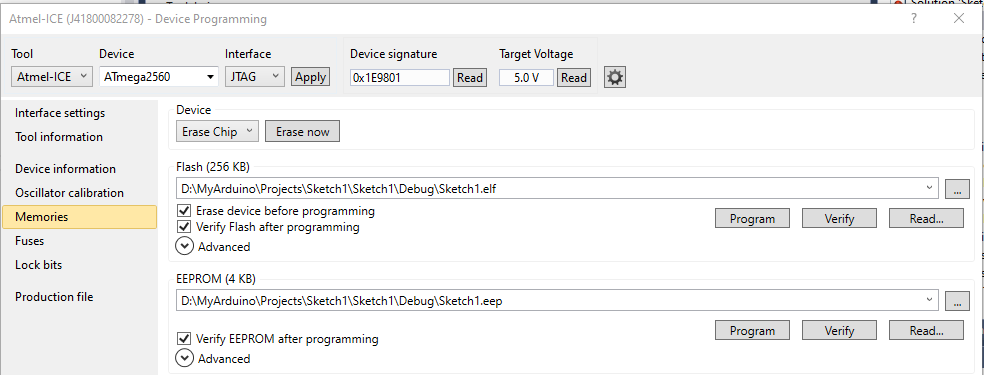 Atmel-ICE (J41800082278) - Device Programming
Tool Device Interface Device signature Target Voltage
Atmel-ICE ATmega2560 JTAG Apply 0x1E9801 Read 5.0 V Read
Interface settings
Tool information
Device information
Oscillator calibration
Memories
Fuses
Lock bits
Production file
Device
Erase Chip Erase now
Flash (256 KB)
D:\MyArduino\Projects\Sketch1\Sketch1\Debug\Sketch1.elf ...
Erase device before programming
Verify Flash after programming
Program Verify Read...
Advanced
EEPROM (4 KB)
D:\MyArduino\Projects\Sketch1\Sketch1\Debug\Sketch1.eep ...
Program Verify Read...
Verify EEPROM after programming
Advanced